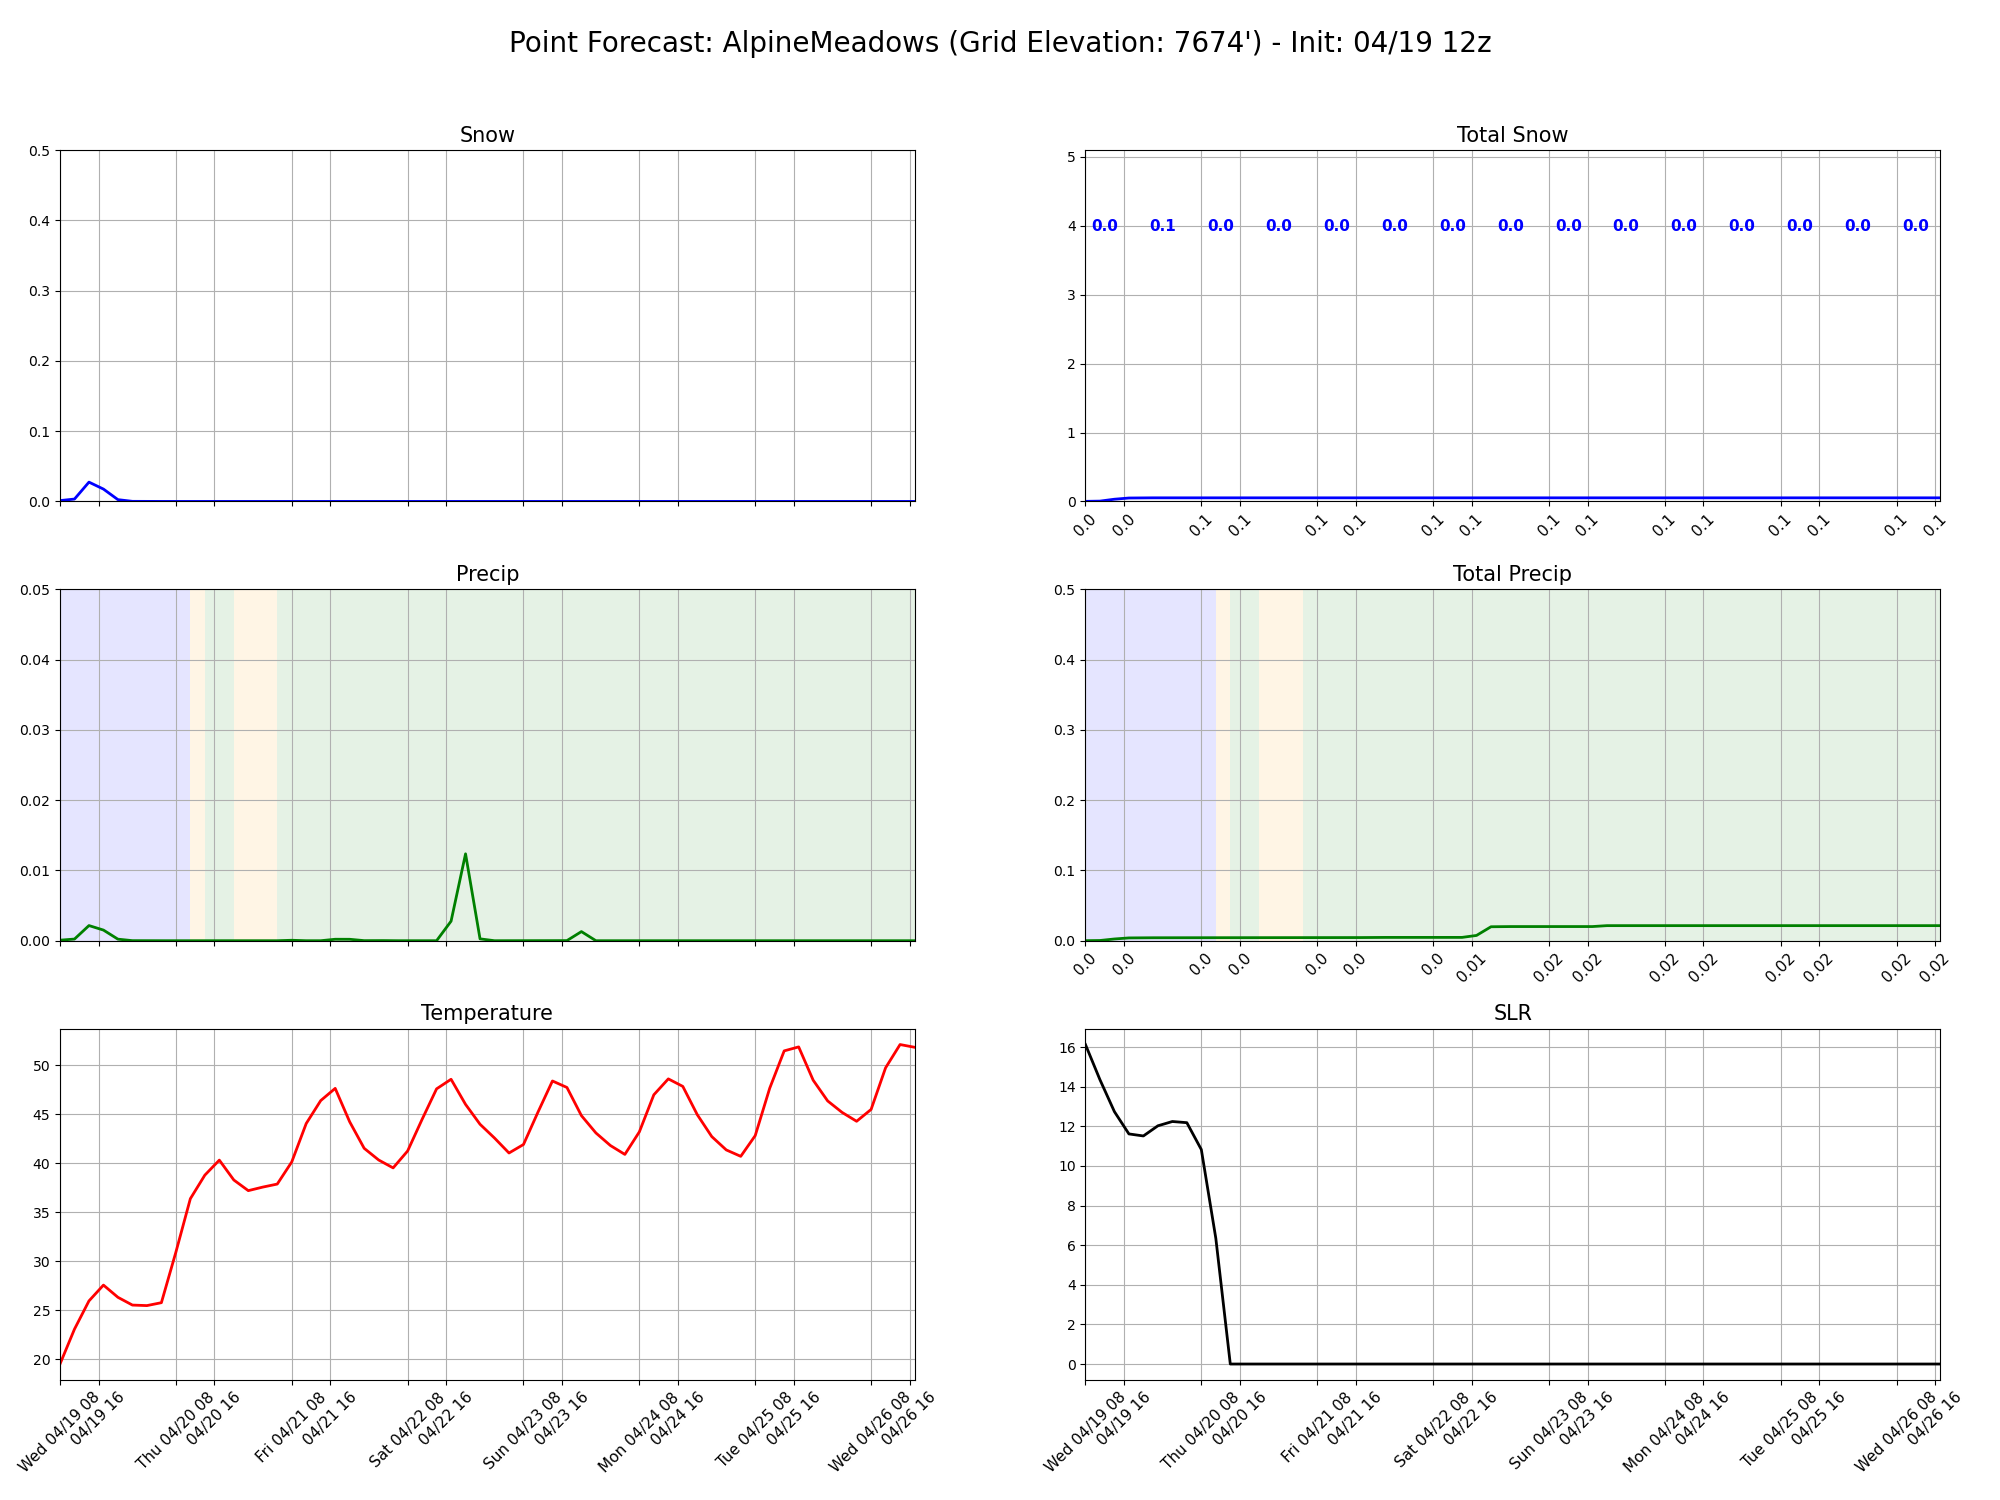 Point Forecast: AlpineMeadows (Grid Elevation: 7674') - Init: 04/19 12z
Snow
0.5
0.4
0.3
0.2
0.1
0.0
Total Snow
5
4
3
2
1
0
0.0 0.1 0.0 0.0 0.0 0.0 0.0 0.0 0.0 0.0 0.0 0.0 0.0 0.0 0.0
0.0 0.0 0.1 0.1 0.1 0.1 0.1 0.1 0.1 0.1 0.1 0.1 0.1 0.1 0.1 0.1
Precip
0.05
0.04
0.03
0.02
0.01
0.00
Total Precip
0.5
0.4
0.3
0.2
0.1
0.0
0.0 0.0 0.0 0.0 0.0 0.0 0.0 0.01 0.02 0.02 0.02 0.02 0.02 0.02 0.02 0.02
Temperature
50
45
40
35
30
25
20
Wed 04/19 08
04/19 16
Thu 04/20 08
04/20 16
Fri 04/21 08
04/21 16
Sat 04/22 08
04/22 16
Sun 04/23 08
04/23 16
Mon 04/24 08
04/24 16
Tue 04/25 08
04/25 16
Wed 04/26 08
04/26 16
SLR
16
14
12
10
8
6
4
2
0
Wed 04/19 08
04/19 16
Thu 04/20 08
04/20 16
Fri 04/21 08
04/21 16
Sat 04/22 08
04/22 16
Sun 04/23 08
04/23 16
Mon 04/24 08
04/24 16
Tue 04/25 08
04/25 16
Wed 04/26 08
04/26 16